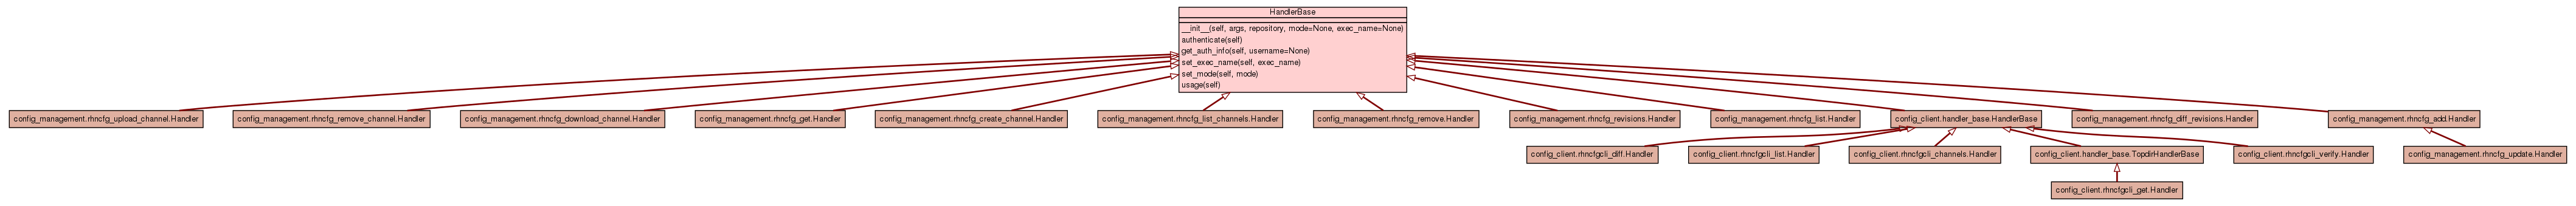 HandlerBase
__init__(self, args, repository, mode=None, exec_name=None)
authenticate(self)
get_auth_info(self, username=None)
set_exec_name(self, exec_name)
set_mode(self, mode)
usage(self)
config_management.rhncfg_upload_channel.Handler
config_management.rhncfg_remove_channel.Handler
config_management.rhncfg_download_channel.Handler
config_management.rhncfg_get.Handler
config_management.rhncfg_create_channel.Handler
config_management.rhncfg_list_channels.Handler
config_management.rhncfg_remove.Handler
config_management.rhncfg_revisions.Handler
config_management.rhncfg_list.Handler
config_client.handler_base.HandlerBase
config_management.rhncfg_diff_revisions.Handler
config_management.rhncfg_add.Handler
config_client.rhncfgcli_diff.Handler
config_client.rhncfgcli_list.Handler
config_client.rhncfgcli_channels.Handler
config_client.handler_base.TopdirHandlerBase
config_client.rhncfgcli_verify.Handler
config_management.rhncfg_update.Handler
config_client.rhncfgcli_get.Handler